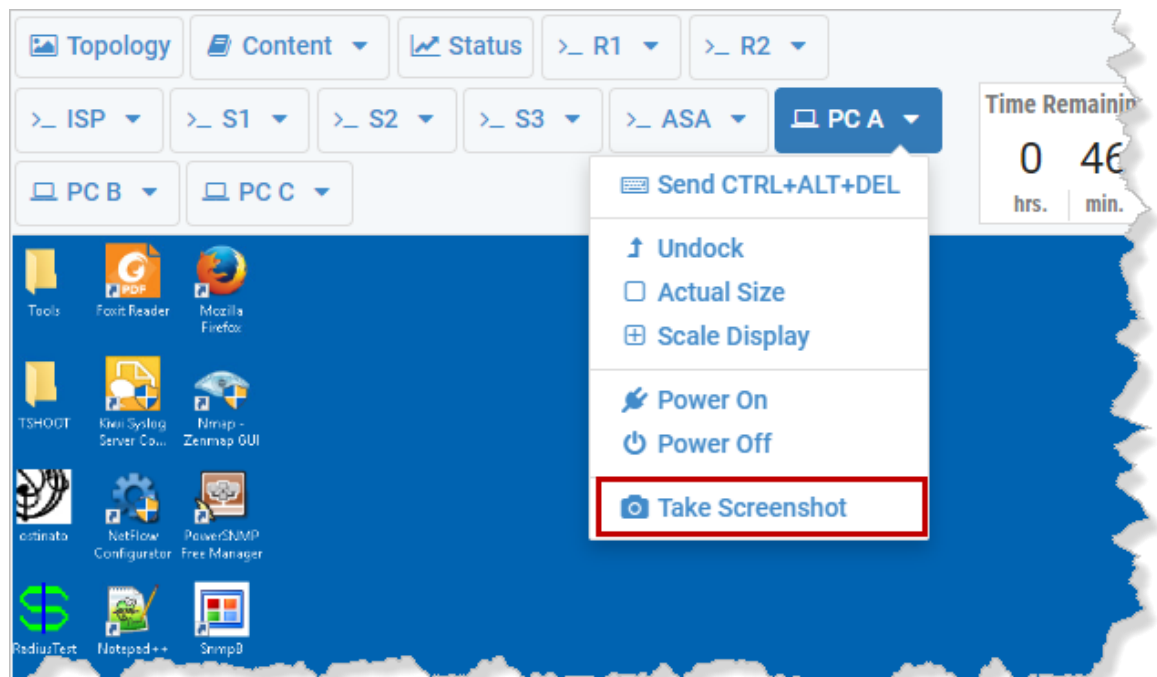 Topology Content Status >_ R1 >_ R2
>_ ISP >_ S1 >_ S2 >_ S3 >_ ASA PC A
PC B PC C
Time Remainin
0 46
hrs. min.
Send CTRL+ALT+DEL
Undock
Actual Size
Scale Display
Power On
Power Off
Take Screenshot
Tools Foxit Reader Mozilla
Firefox
TSHOOT Kiwi Syslog Nmap -
Server Co... Zenmap GUI
ostinato NetFlow PowerSNMP
Configurator Free Manager
RadiusTest Notepad++ SnmpB